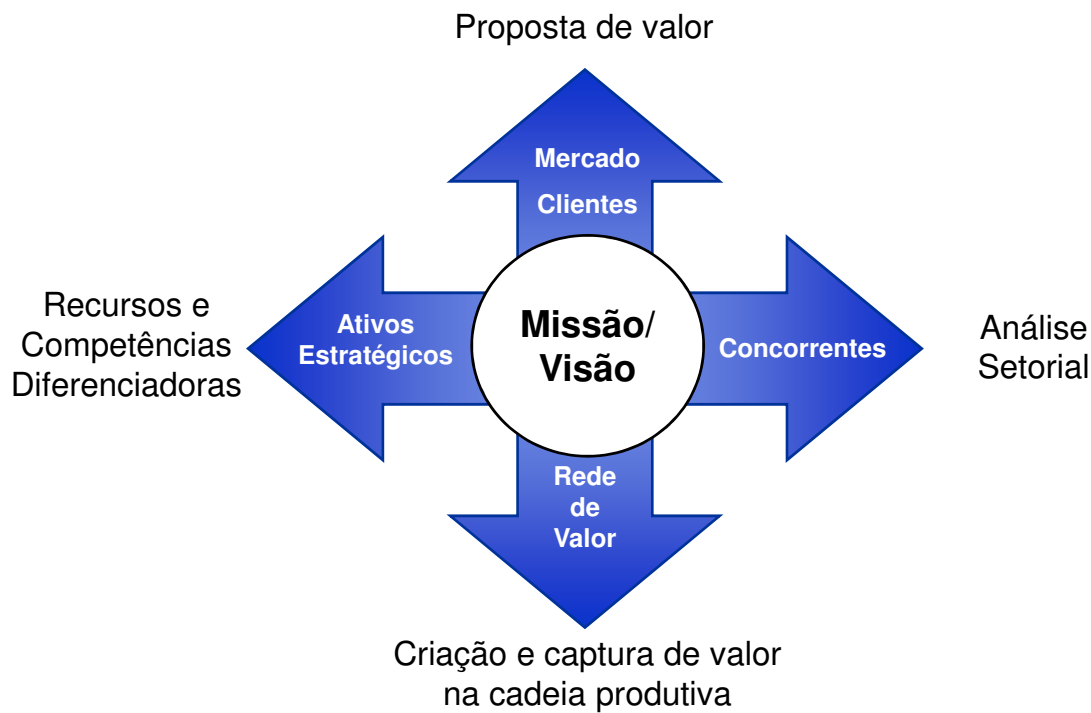 Proposta de valor
Mercado
Clientes
Recursos e
Competências
Diferenciadoras
Ativos
Estratégicos
Missão/
Visão
Concorrentes
Análise
Setorial
Rede
de
Valor
Criação e captura de valor
na cadeia produtiva